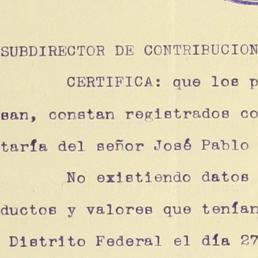 SUBDIRECTOR DE CONTRIBUCION
CERTIFICA: que los p
san, constan registrados co
taría del señor José Pablo
No existiendo datos
ductos y valores que tenían
Distrito Federal el día 27